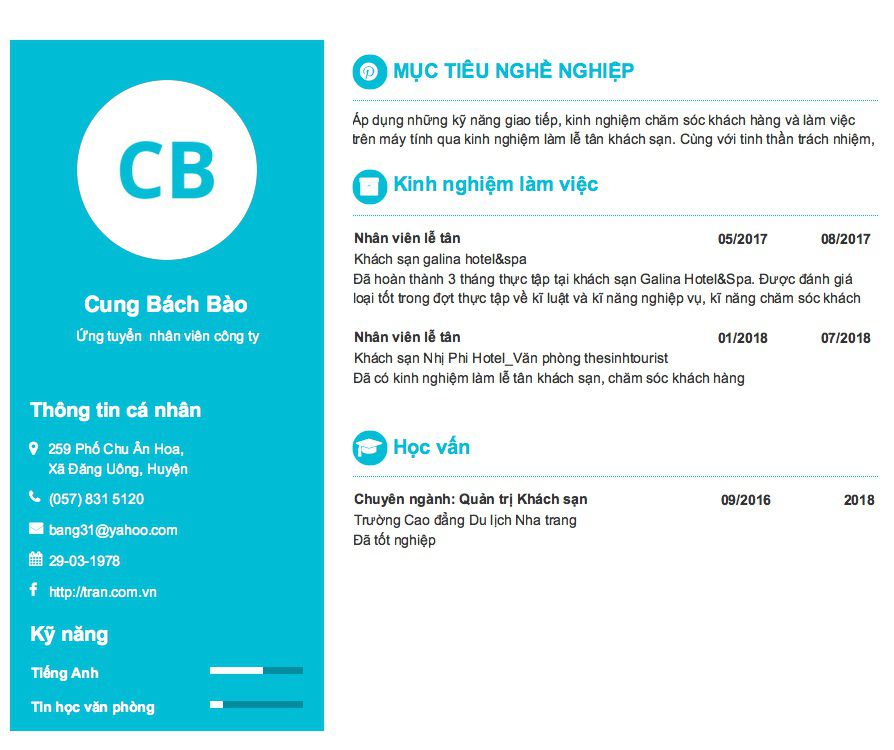 CB
Cung Bách Bào
Ứng tuyển nhân viên công ty
Thông tin cá nhân
259 Phố Chu Ân Hoa,
Xã Đăng Uông, Huyện
(057) 831 5120
bang31@yahoo.com
29-03-1978
http://tran.com.vn
Kỹ năng
Tiếng Anh
Tin học văn phòng
MỤC TIÊU NGHỀ NGHIỆP
Áp dụng những kỹ năng giao tiếp, kinh nghiệm chăm sóc khách hàng và làm việc
trên máy tính qua kinh nghiệm làm lễ tân khách sạn. Cùng với tinh thần trách nhiệm,
Kinh nghiệm làm việc
Nhân viên lễ tân 05/2017 08/2017
Khách sạn galina hotel&spa
Đã hoàn thành 3 tháng thực tập tại khách sạn Galina Hotel&Spa. Được đánh giá
loại tốt trong đợt thực tập về kĩ luật và kĩ năng nghiệp vụ, kĩ năng chăm sóc khách
Nhân viên lễ tân 01/2018 07/2018
Khách sạn Nhị Phi Hotel_Văn phòng thesinhtourist
Đã có kinh nghiệm làm lễ tân khách sạn, chăm sóc khách hàng
Học vấn
Chuyên ngành: Quản trị Khách sạn 09/2016 2018
Trường Cao đẳng Du lịch Nha trang
Đã tốt nghiệp